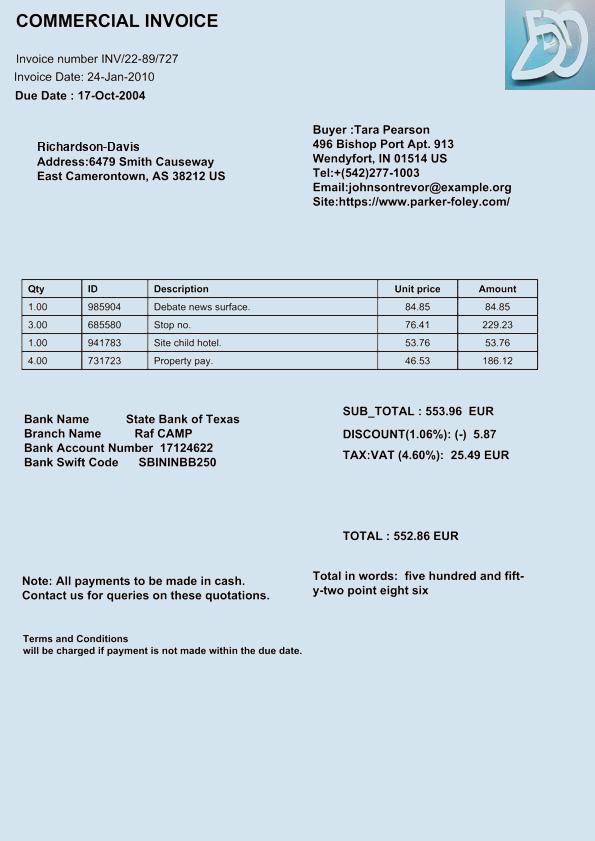 COMMERCIAL INVOICE
Invoice number INV/22-89/727
Invoice Date: 24-Jan-2010
Due Date : 17-Oct-2004
Richardson-Davis
Address:6479 Smith Causeway
East Camerontown, AS 38212 US
Buyer :Tara Pearson
496 Bishop Port Apt. 913
Wendyfort, IN 01514 US
Tel:+(542)277-1003
Email:johnsontrevor@example.org
Site:https://www.parker-foley.com/
Qty ID Description Unit price Amount
1.00 985904 Debate news surface. 84.85 84.85
3.00 685580 Stop no. 76.41 229.23
1.00 941783 Site child hotel. 53.76 53.76
4.00 731723 Property pay. 46.53 186.12
Bank Name State Bank of Texas
Branch Name Raf CAMP
Bank Account Number 17124622
Bank Swift Code SBININBB250
SUB_TOTAL : 553.96 EUR
DISCOUNT(1.06%): (-) 5.87
TAX:VAT (4.60%): 25.49 EUR
TOTAL : 552.86 EUR
Note: All payments to be made in cash.
Contact us for queries on these quotations.
Total in words: five hundred and fift-
y-two point eight six
Terms and Conditions
will be charged if payment is not made within the due date.